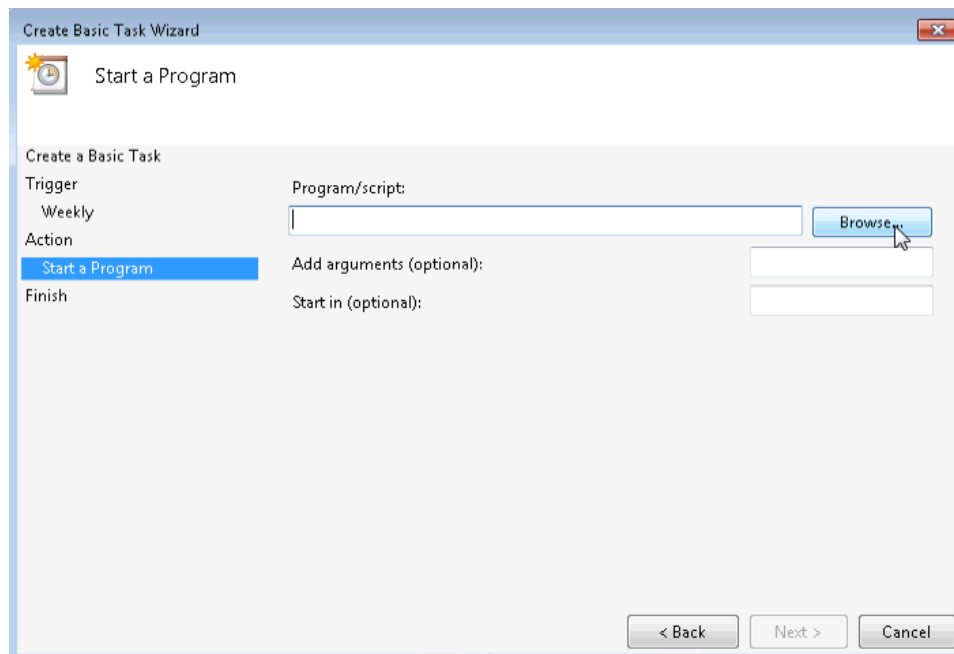 Create Basic Task Wizard
Start a Program
Create a Basic Task
Trigger
Weekly
Action
Start a Program
Finish
Program/script:
Browse...
Add arguments (optional):
Start in (optional):
< Back
Next >
Cancel